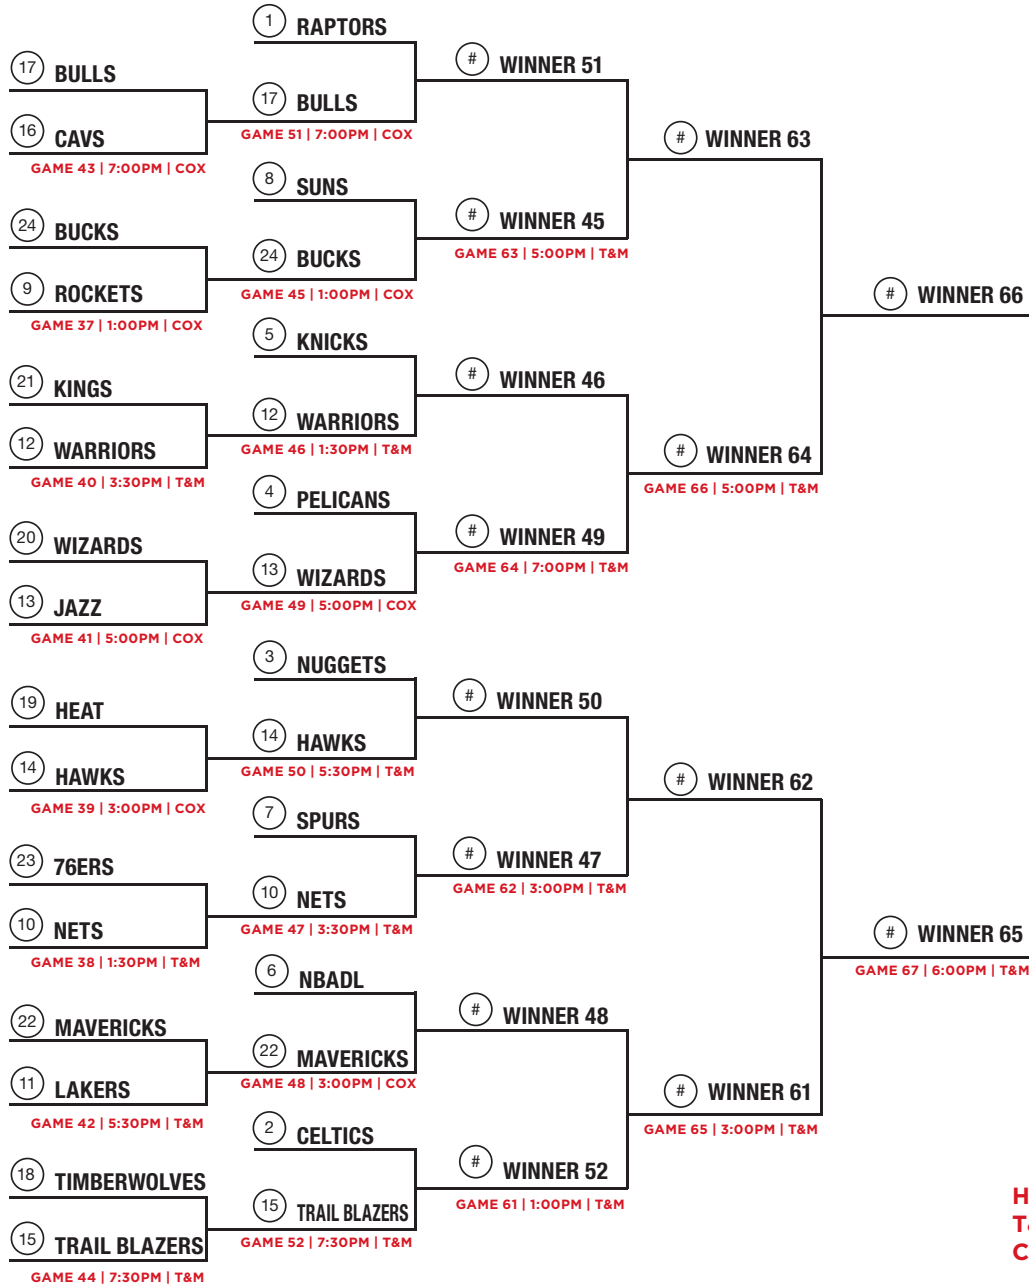 1 RAPTORS
17 BULLS
16 CAVS
GAME 43 | 7:00PM | COX
17 BULLS
GAME 51 | 7:00PM | COX
# WINNER 51
8 SUNS
24 BUCKS
9 ROCKETS
GAME 37 | 1:00PM | COX
24 BUCKS
GAME 45 | 1:00PM | COX
# WINNER 45
GAME 63 | 5:00PM | T&M
# WINNER 63
5 KNICKS
21 KINGS
12 WARRIORS
GAME 40 | 3:30PM | T&M
12 WARRIORS
GAME 46 | 1:30PM | T&M
# WINNER 46
4 PELICANS
20 WIZARDS
13 JAZZ
GAME 41 | 5:00PM | COX
13 WIZARDS
GAME 49 | 5:00PM | COX
# WINNER 49
GAME 64 | 7:00PM | T&M
# WINNER 64
GAME 66 | 5:00PM | T&M
# WINNER 66
3 NUGGETS
19 HEAT
14 HAWKS
GAME 39 | 3:00PM | COX
14 HAWKS
GAME 50 | 5:30PM | T&M
# WINNER 50
7 SPURS
23 76ERS
10 NETS
GAME 38 | 1:30PM | T&M
10 NETS
GAME 47 | 3:30PM | T&M
# WINNER 47
GAME 62 | 3:00PM | T&M
# WINNER 62
6 NBADL
22 MAVERICKS
11 LAKERS
GAME 42 | 5:30PM | T&M
22 MAVERICKS
GAME 48 | 3:00PM | COX
# WINNER 48
2 CELTICS
18 TIMBERWOLVES
15 TRAIL BLAZERS
GAME 44 | 7:30PM | T&M
15 TRAIL BLAZERS
GAME 52 | 7:30PM | T&M
# WINNER 52
GAME 61 | 1:00PM | T&M
# WINNER 61
GAME 65 | 3:00PM | T&M
# WINNER 65
GAME 67 | 6:00PM | T&M